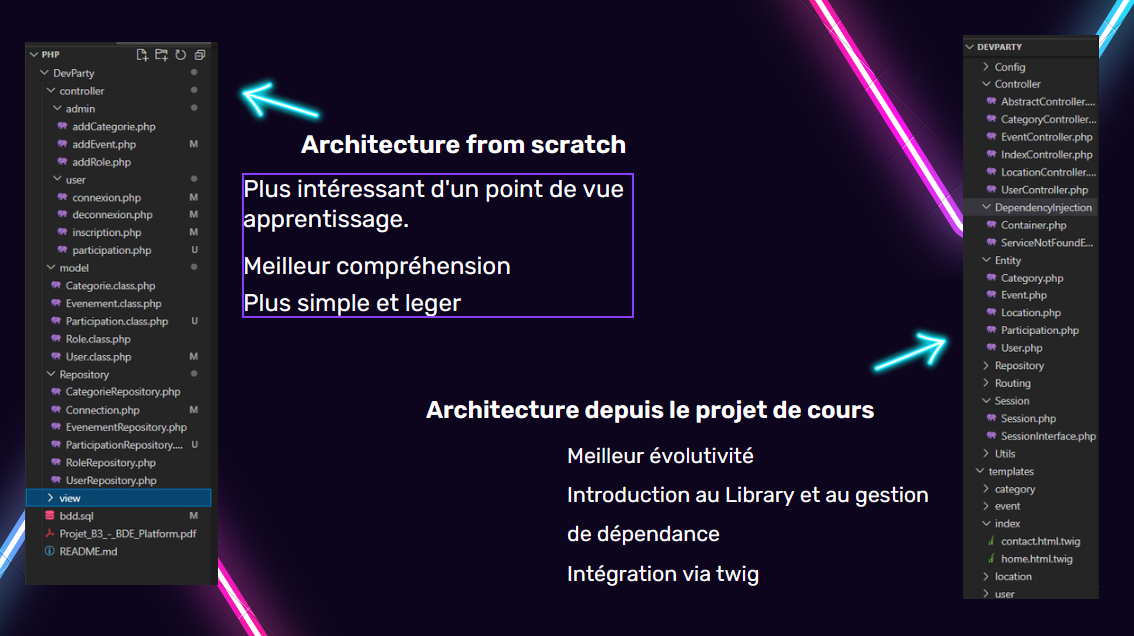 PHP
DevParty
controller
admin
addCategorie.php
addEvent.php M
addRole.php
user
connexion.php M
deconnexion.php M
inscription.php M
participation.php U
model
Categorie.class.php
Evenement.class.php
Participation.class.php U
Role.class.php
User.class.php M
Repository
CategorieRepository.php
Connection.php M
EvenementRepository.php
ParticipationRepository.... U
RoleRepository.php
UserRepository.php
view
bdd.sql M
Projet_B3_-_BDE_Platform.pdf
README.md
Architecture from scratch
Plus intéressant d'un point de vue
apprentissage.
Meilleur compréhension
Plus simple et leger
Architecture depuis le projet de cours
Meilleur évolutivité
Introduction au Library et au gestion
de dépendance
Intégration via twig
DEVPARTY
Config
Controller
AbstractController....
CategoryController...
EventController.php
IndexController.php
LocationController....
UserController.php
DependencyInjection
Container.php
ServiceNotFoundE...
Entity
Category.php
Event.php
Location.php
Participation.php
User.php
Repository
Routing
Session
Session.php
SessionInterface.php
Utils
templates
category
event
index
contact.html.twig
home.html.twig
location
user